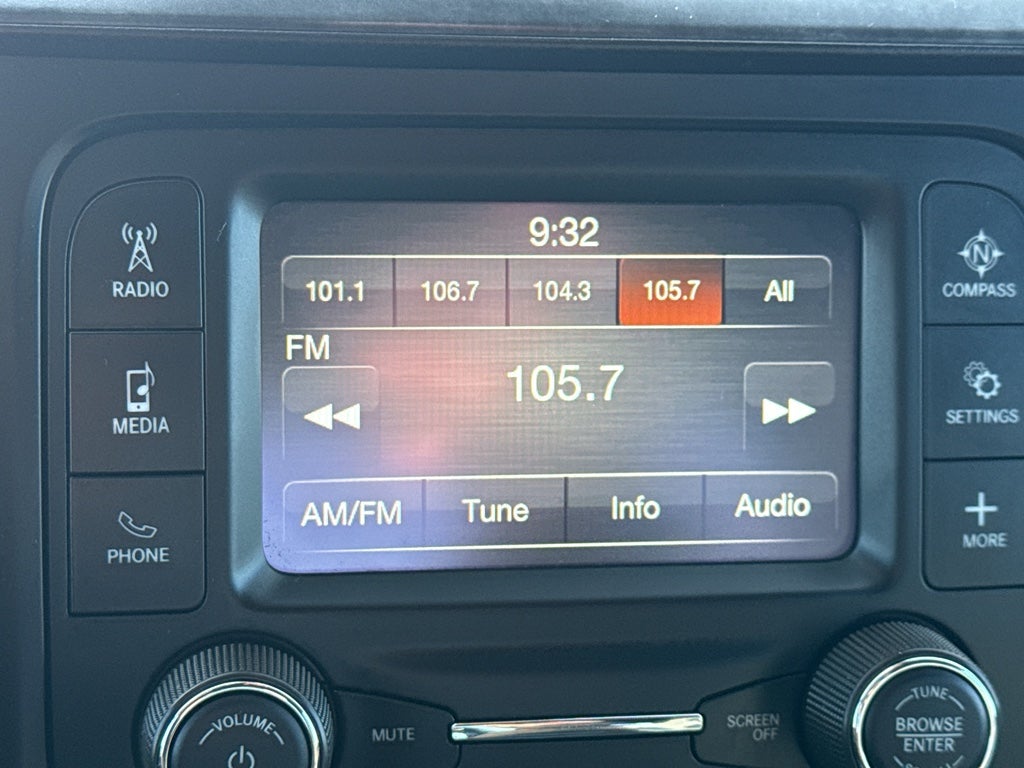 9:32
101.1 106.7 104.3 105.7 All
FM
105.7
AM/FM Tune Info Audio
RADIO
MEDIA
PHONE
N
COMPASS
SETTINGS
MORE
VOLUME
MUTE
SCREEN
OFF
TUNE
BROWSE
ENTER